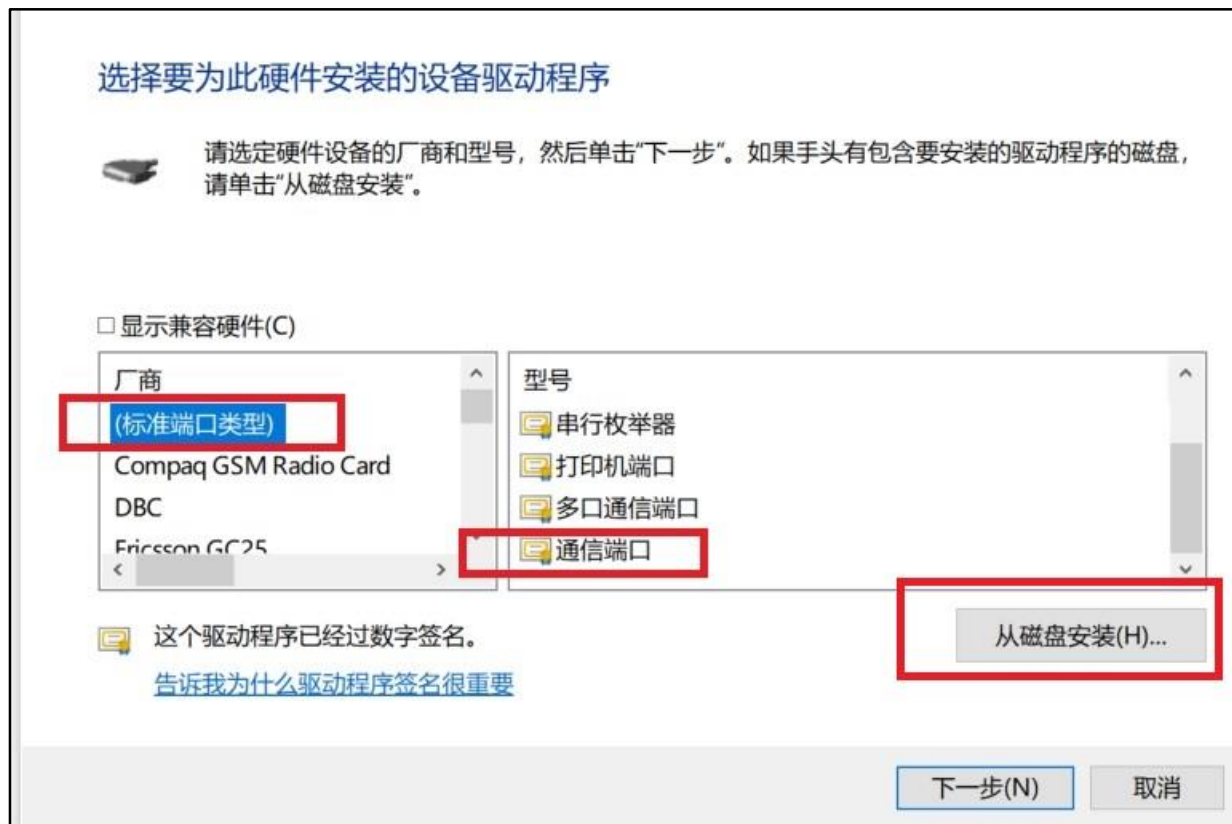 选择要为此硬件安装的设备驱动程序
请选定硬件设备的厂商和型号，然后单击"下一步"。如果手头有包含要安装的驱动程序的磁盘，
请单击"从磁盘安装"。
显示兼容硬件(C)
厂商
(标准端口类型)
Compaq GSM Radio Card
DBC
Ericsson GC25
型号
串行枚举器
打印机端口
多口通信端口
通信端口
这个驱动程序已经过数字签名。
从磁盘安装(H)...
告诉我为什么驱动程序签名很重要
下一步(N)
取消